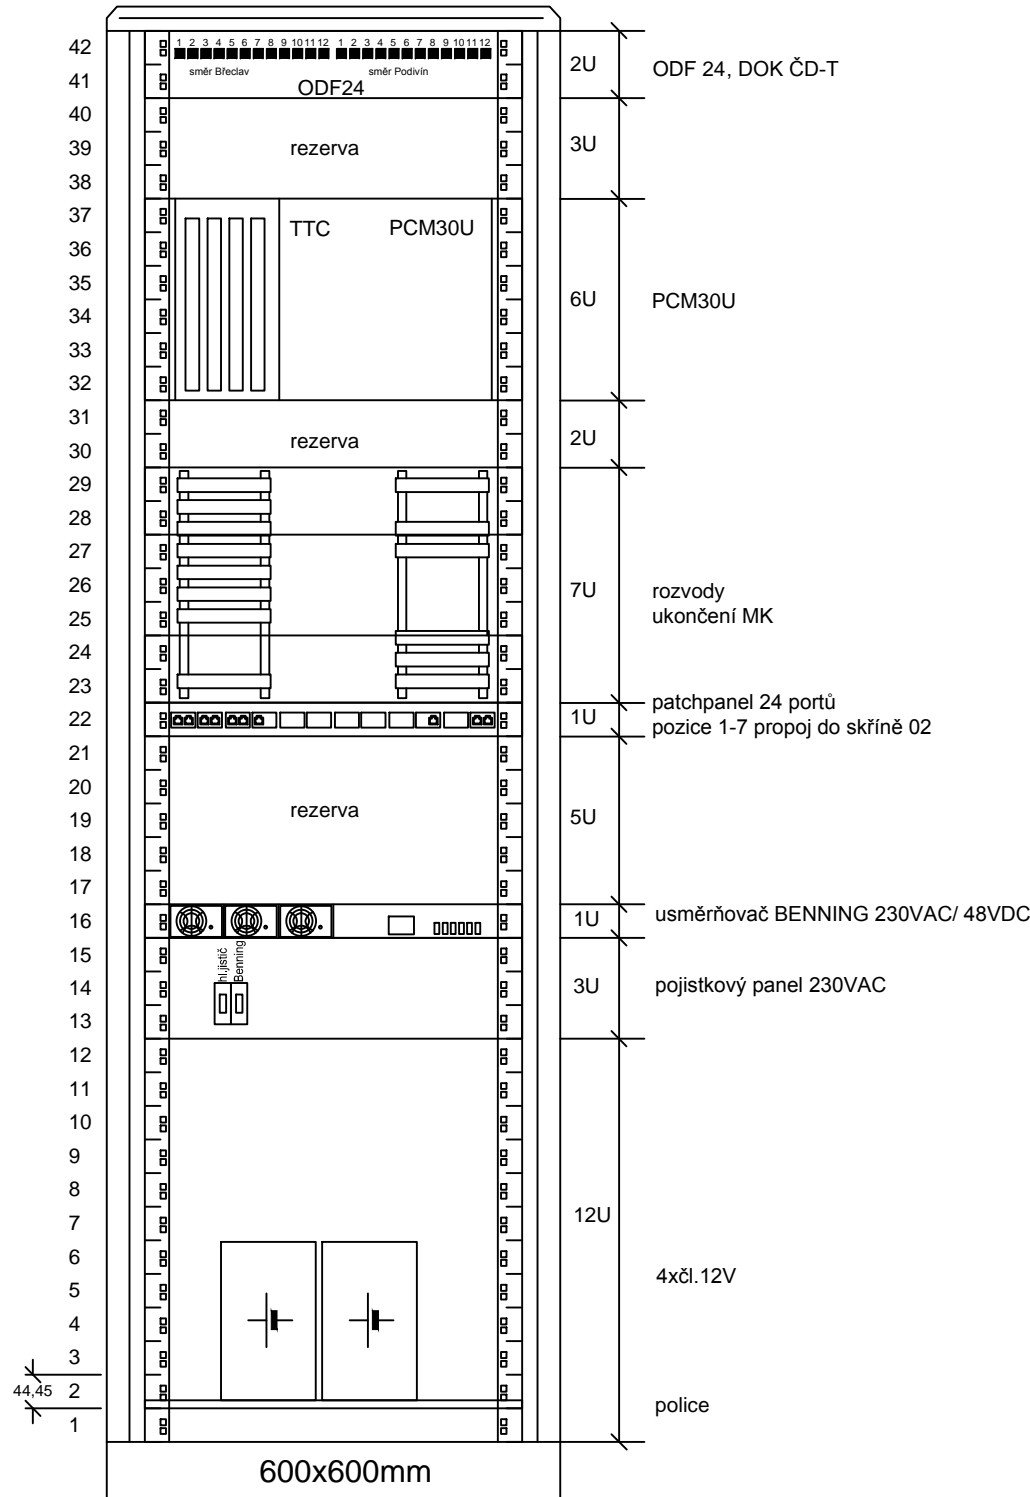 42
1 2 3 4 5 6 7 8 9 10 11 12 1 2 3 4 5 6 7 8 9 10 11 12
směr Břeclav směr Podivín
2U
ODF 24, DOK ČD-T
41
ODF24
40
39
rezerva
3U
38
37
TTC PCM30U
36
35
6U
PCM30U
34
33
32
31
30
rezerva
2U
29
28
27
26
7U
rozvody
25
ukončení MK
24
23
patchpanel 24 portů
22
1U
pozice 1-7 propoj do skříně 02
21
20
19
rezerva
5U
18
17
16
1U
usměrňovač BENNING 230VAC/ 48VDC
15
hl.jistič
Benning
14
3U
pojistkový panel 230VAC
13
12
11
10
9
8
7
12U
6
5
4xčl.12V
4
3
44,45
2
police
1
600x600mm